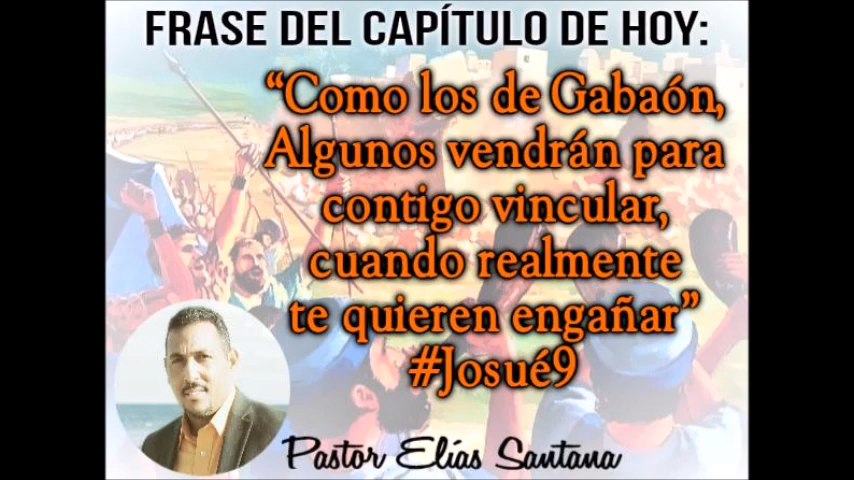 FRASE DEL CAPÍTULO DE HOY:
“Como los de Gabaón,
Algunos vendrán para
contigo vincular,
cuando realmente
te quieren engañar”
#Josué9
Pastor Elías Santana